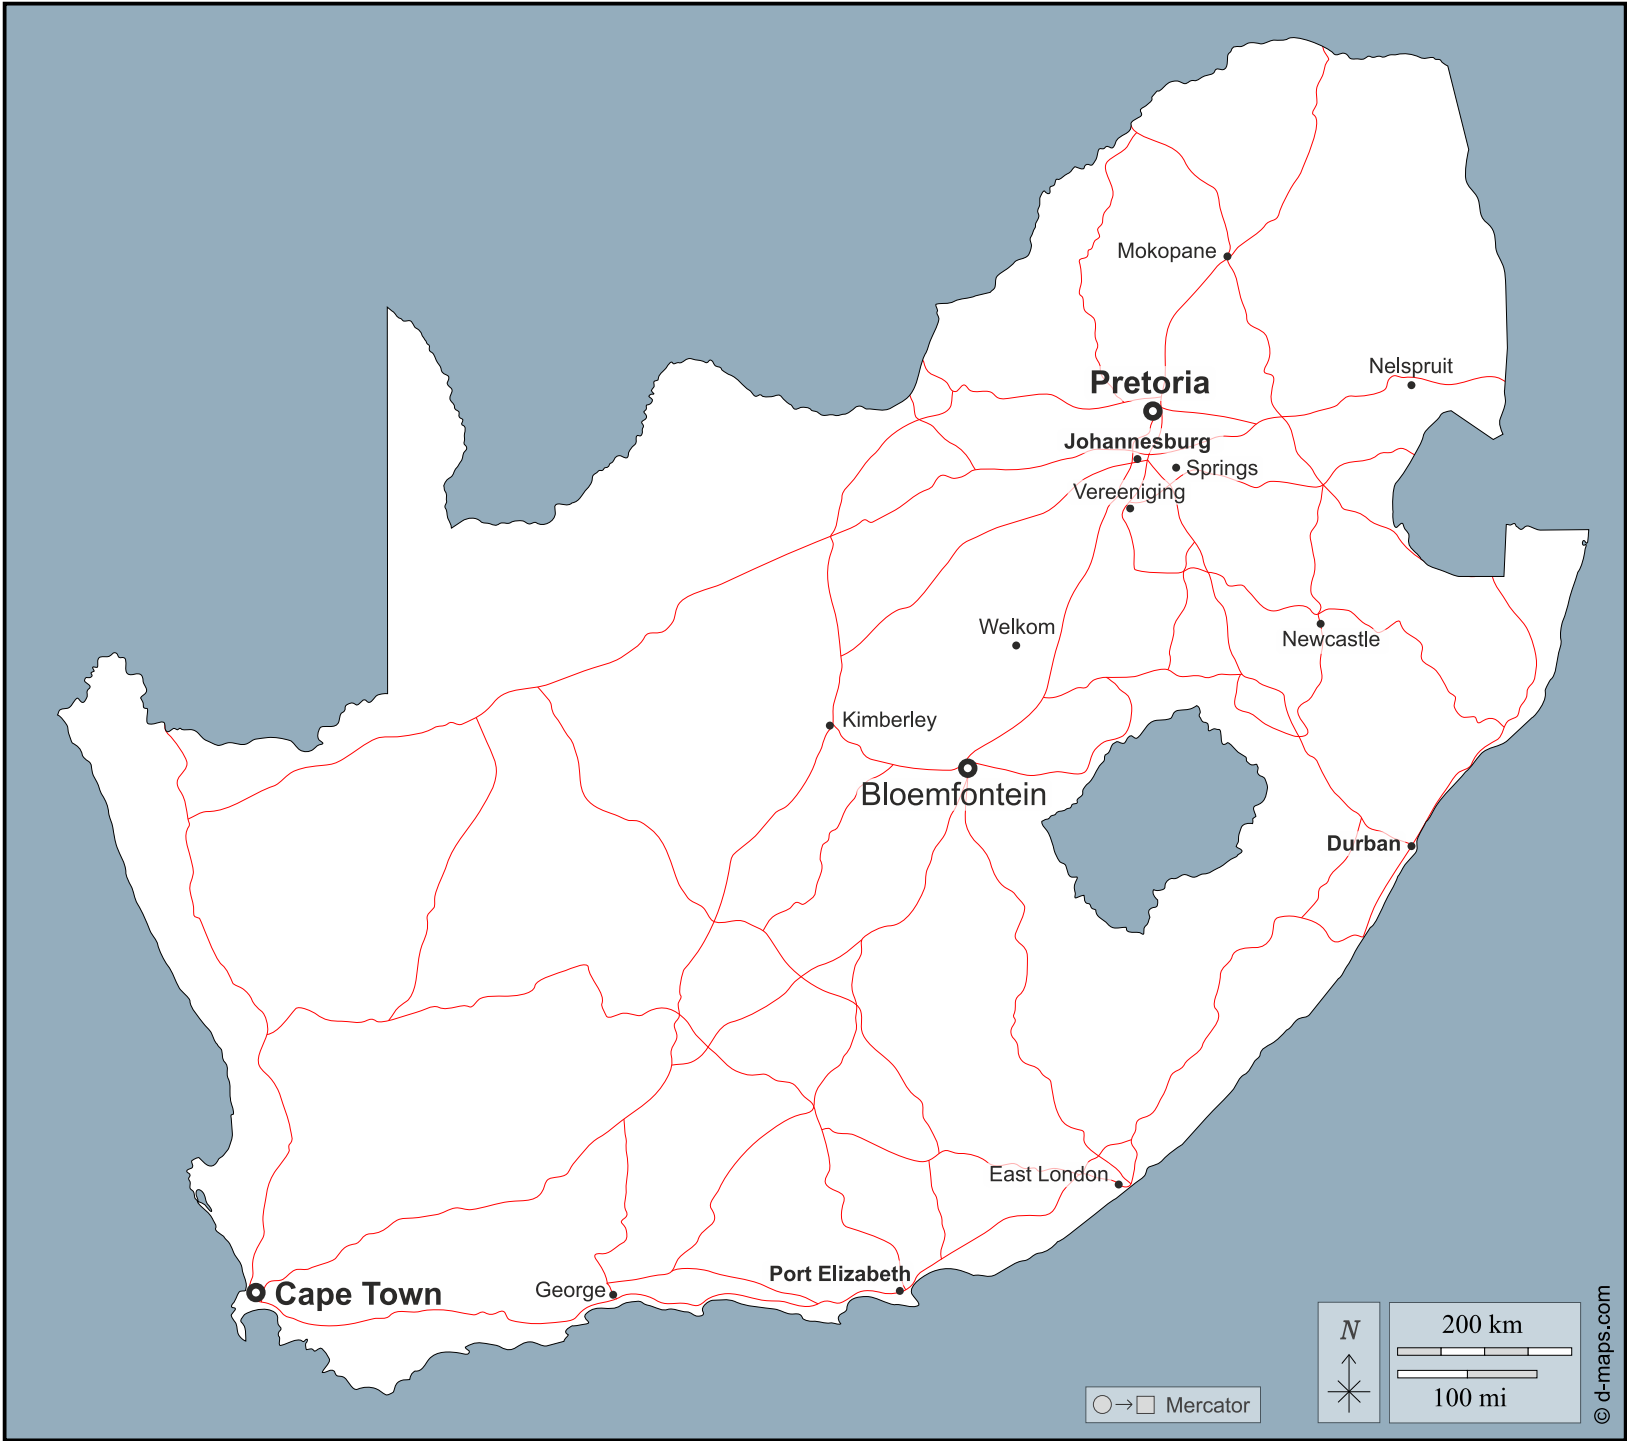 Mokopane
Nelspruit
Pretoria
Johannesburg
Springs
Vereeniging
Welkom
Newcastle
Kimberley
Bloemfontein
Durban
East London
Port Elizabeth
George
Cape Town
N
200 km
100 mi
Mercator
© d-maps.com